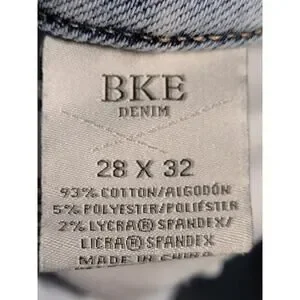 BKE
DENIM
28 X 32
93% COTTON/ALGODÓN
5% POLYESTER/POLIÉSTER
2% LYCRA® SPANDEX/
LICRA® SPANDEX
MADE IN CHINA